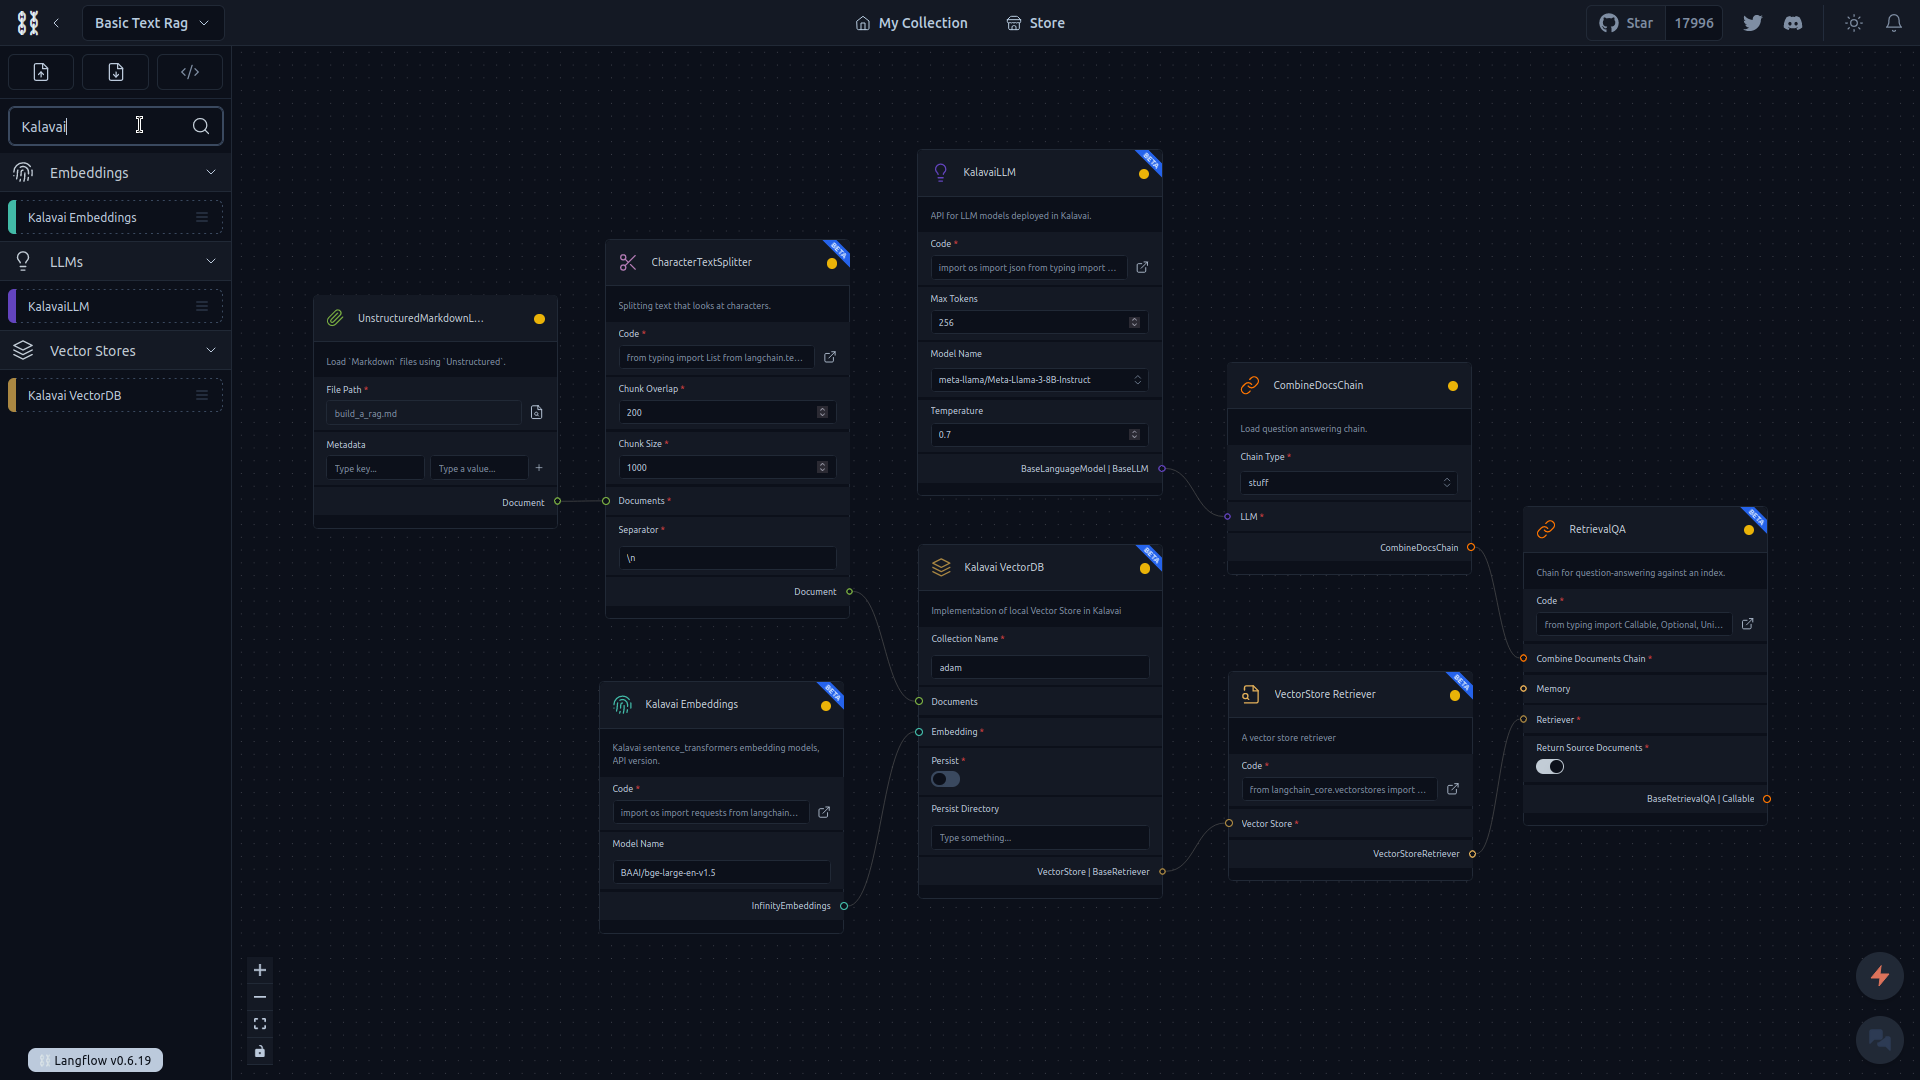 Basic Text Rag
My Collection
Store
Star
17996
Kalavai
Embeddings
Kalavai Embeddings
LLMs
KalavaiLLM
Vector Stores
Kalavai VectorDB
UnstructuredMarkdownL...
Load `Markdown` files using `Unstructured`.
File Path *
build_a_rag.md
Metadata
Type key...
Type a value...
Document
BETA
CharacterTextSplitter
Splitting text that looks at characters.
Code *
from typing import List from langchain.te...
Chunk Overlap *
200
Chunk Size *
1000
Documents *
Separator *
\n
Document
BETA
Kalavai Embeddings
Kalavai sentence_transformers embedding models,
API version.
Code *
import os import requests from langchain...
Model Name
BAAI/bge-large-en-v1.5
InfinityEmbeddings
BETA
KalavaiLLM
API for LLM models deployed in Kalavai.
Code *
import os import json from typing import ...
Max Tokens
256
Model Name
meta-llama/Meta-Llama-3-8B-Instruct
Temperature
0.7
BaseLanguageModel | BaseLLM
BETA
Kalavai VectorDB
Implementation of local Vector Store in Kalavai
Collection Name *
adam
Documents
Embedding *
Persist *
Persist Directory
Type something...
VectorStore | BaseRetriever
CombineDocsChain
Load question answering chain.
Chain Type *
stuff
LLM *
CombineDocsChain
BETA
VectorStore Retriever
A vector store retriever
Code *
from langchain_core.vectorstores import ...
Vector Store *
VectorStoreRetriever
BETA
RetrievalQA
Chain for question-answering against an index.
Code *
from typing import Callable, Optional, Uni...
Combine Documents Chain *
Memory
Retriever *
Return Source Documents *
BaseRetrievalQA | Callable
Langflow v0.6.19